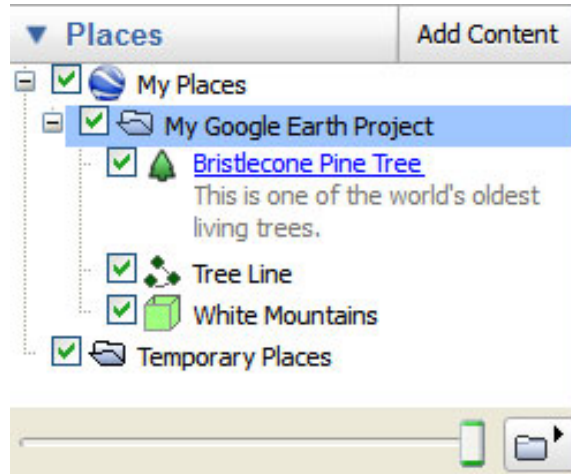 Places
Add Content
My Places
My Google Earth Project
Bristlecone Pine Tree
This is one of the world's oldest
living trees.
Tree Line
White Mountains
Temporary Places